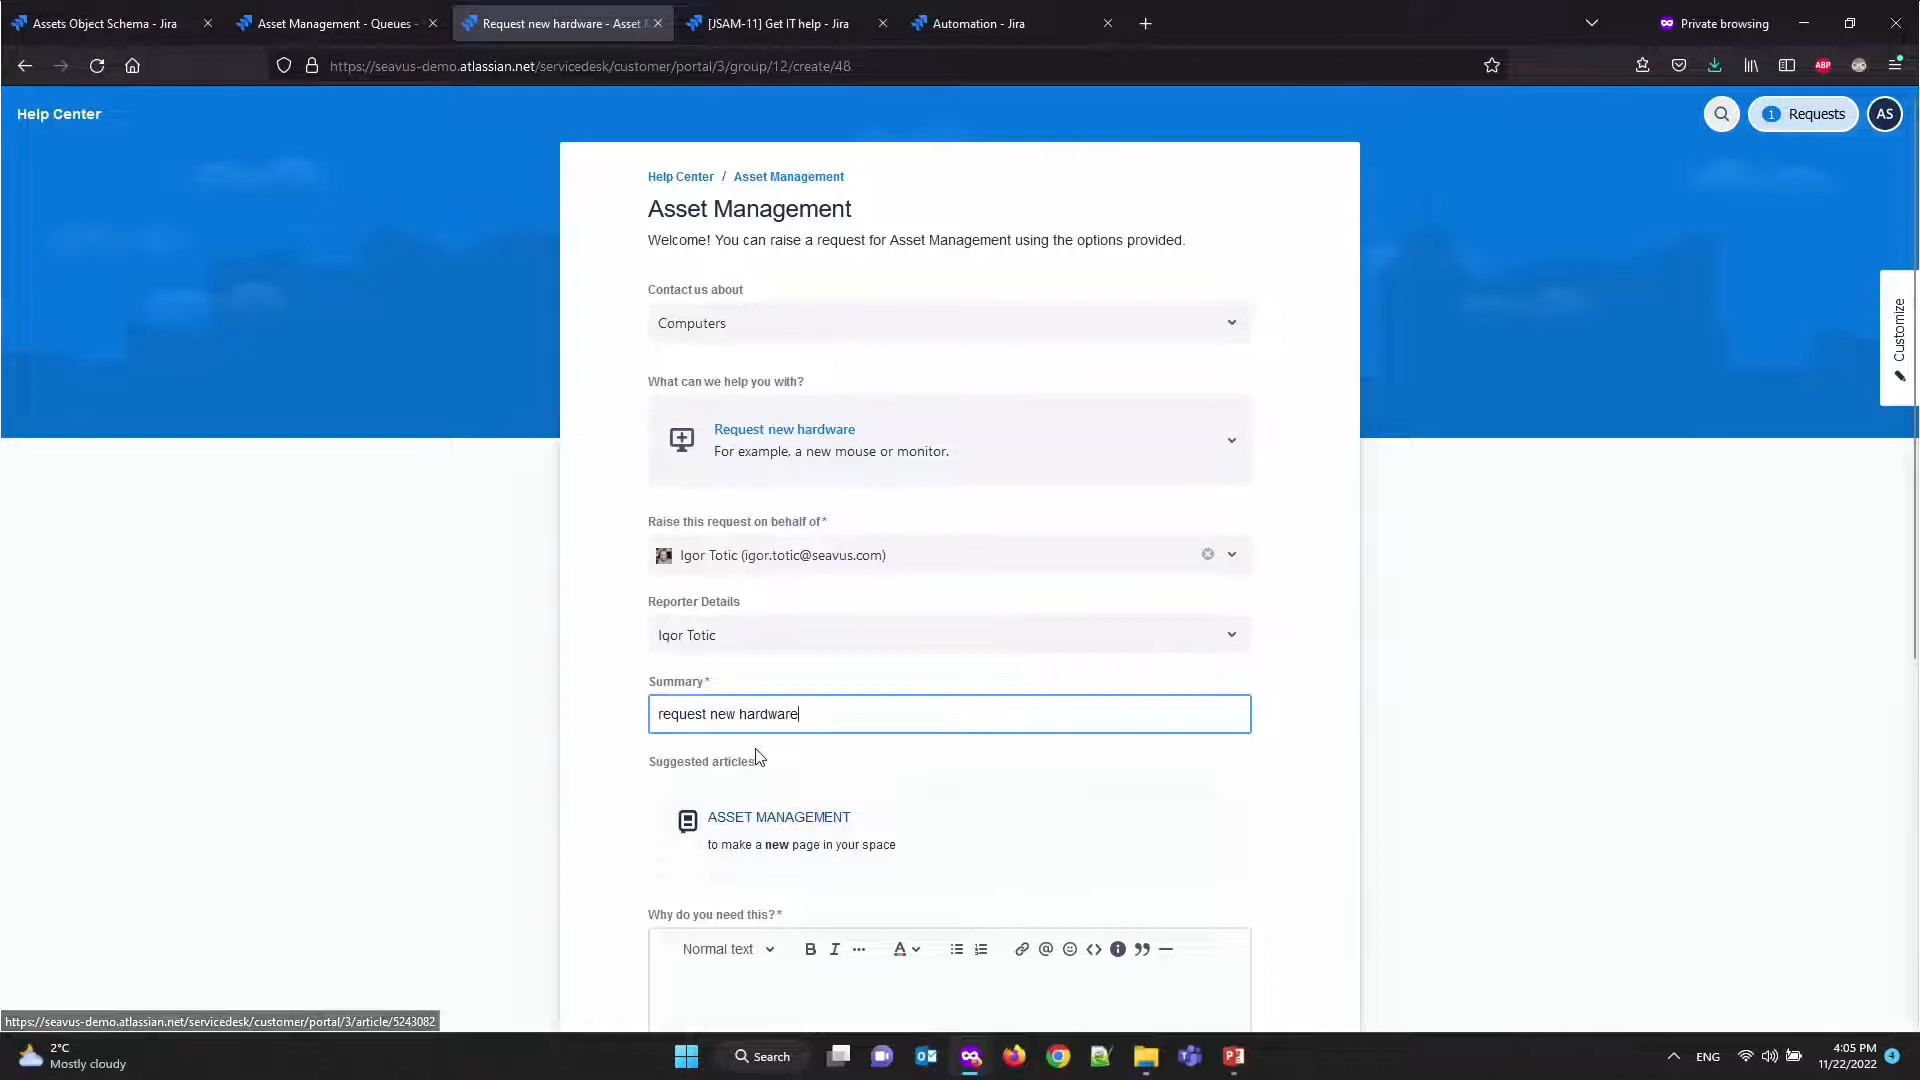 Assets Object Schema - Jira
Asset Management - Queues -
Request new hardware - Asset
[JSAM-11] Get IT help - Jira
Automation - Jira
Private browsing
https://seavus-demo.atlassian.net/servicedesk/customer/portal/3/group/12/create/48
ABP
Help Center
1 Requests
AS
Help Center / Asset Management
Asset Management
Welcome! You can raise a request for Asset Management using the options provided.
Contact us about
Computers
Customize
What can we help you with?
Request new hardware
For example, a new mouse or monitor.
Raise this request on behalf of*
Igor Totic (igor.totic@seavus.com)
Reporter Details
Igor Totic
Summary*
request new hardware
Suggested articles
ASSET MANAGEMENT
to make a new page in your space
Why do you need this?*
Normal text
B I A
https://seavus-demo.atlassian.net/servicedesk/customer/portal/3/article/5243082
2°C
Mostly cloudy
Search
ENG
4:05 PM
11/22/2022
4